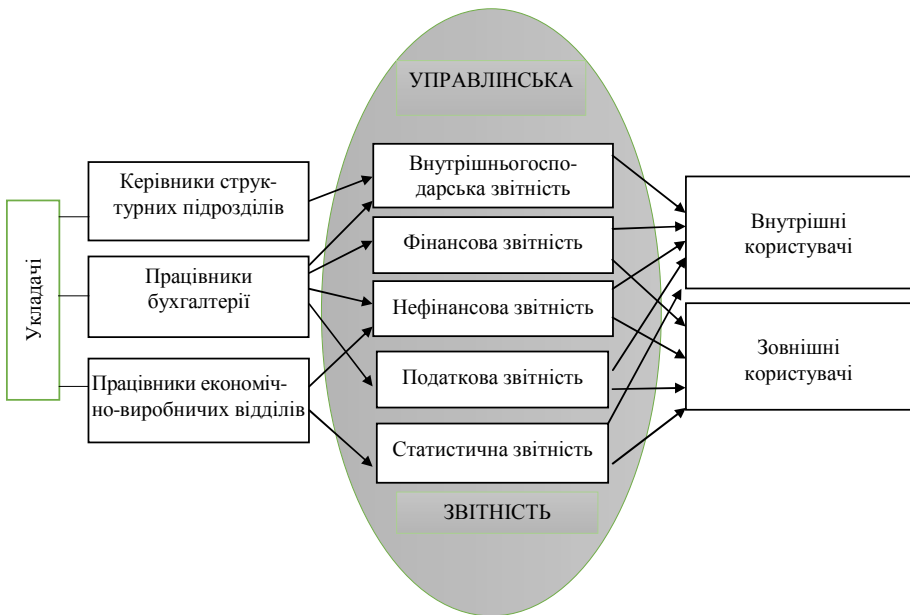 УПРАВЛІНСЬКА
Укладачі
Керівники струк-
турних підрозділів
Працівники
бухгалтерії
Працівники економіч-
но-виробничих відділів
Внутрішньогоспо-
дарська звітність
Фінансова звітність
Нефінансова звітність
Податкова звітність
Статистична звітність
ЗВІТНІСТЬ
Внутрішні
користувачі
Зовнішні
користувачі